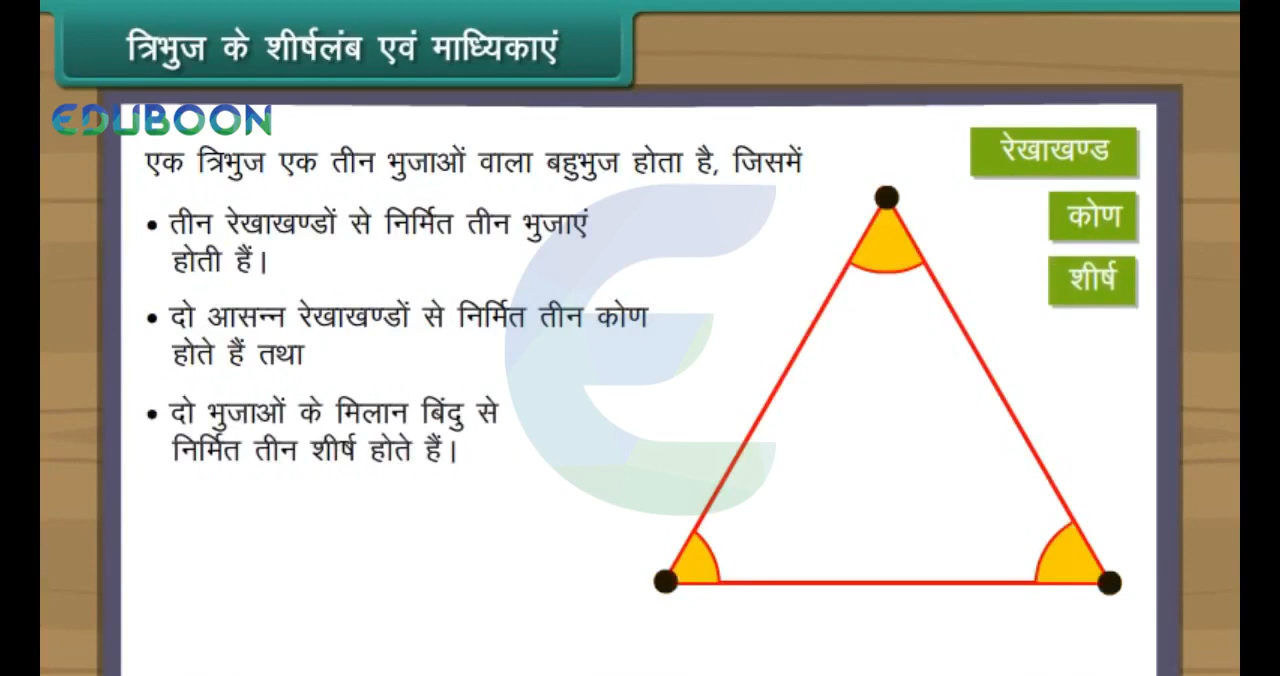 त्रिभुज के शीर्षलंब एवं माध्यिकाएं
EDUBOON
एक त्रिभुज एक तीन भुजाओं वाला बहुभुज होता है, जिसमें
• तीन रेखाखण्डों से निर्मित तीन भुजाएं
होती हैं।
• दो आसन्न रेखाखण्डों से निर्मित तीन कोण
होते हैं तथा
• दो भुजाओं के मिलान बिंदु से
निर्मित तीन शीर्ष होते हैं।
रेखाखण्ड
कोण
शीर्ष